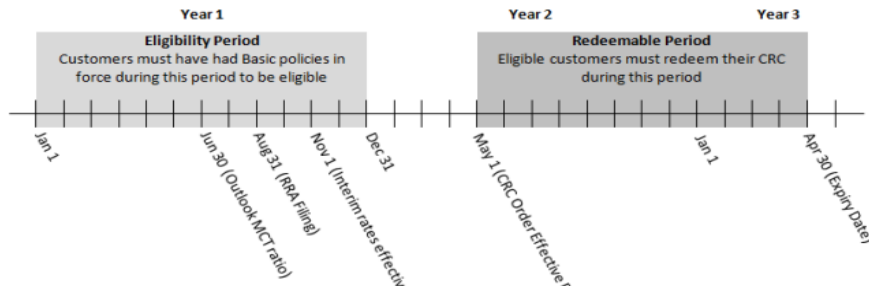 Year 1
Year 2
Year 3
Eligibility Period
Customers must have had Basic policies in
force during this period to be eligible
Redeemable Period
Eligible customers must redeem their CRC
during this period
Jan 1
Jun 30 (Outlook MCT ratio)
Aug 31 (RRA Filing)
Nov 1 (Interim rates effective
Dec 31
May 1 (CRC Order Effective
Jan 1
Apr 30 (Expiry Date)